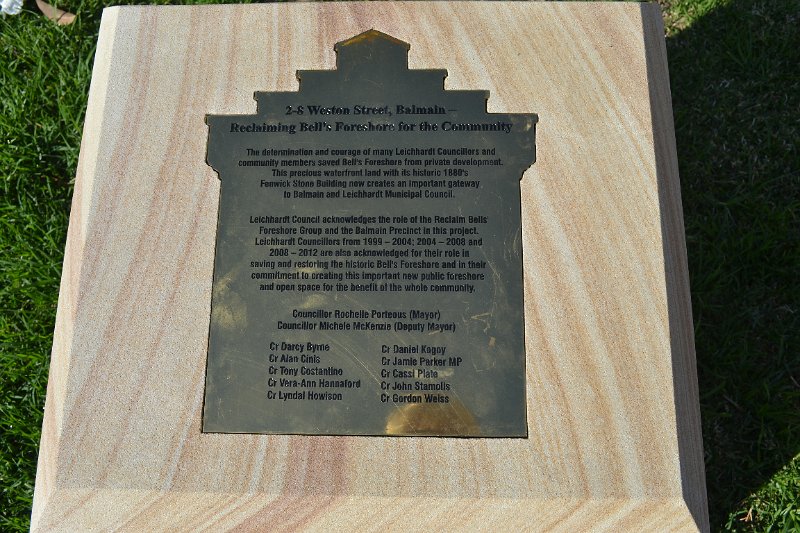 2-8 Weston Street, Balmain –
Reclaiming Bell's Foreshore for the Community
The determination and courage of many Leichhardt Councillors and
community members saved Bell's Foreshore from private development.
This precious waterfront land with its historic 1880's
Fenwick Stone Building now creates an important gateway
to Balmain and Leichhardt Municipal Council.
Leichhardt Council acknowledges the role of the Reclaim Bells
Foreshore Group and the Balmain Precinct in this project.
Leichhardt Councillors from 1999 – 2004; 2004 – 2008 and
2008 – 2012 are also acknowledged for their role in
saving and restoring the historic Bell's Foreshore and in their
commitment to creating this important new public foreshore
and open space for the benefit of the whole community.
Councillor Rochelle Porteous (Mayor)
Councillor Michele McKenzie (Deputy Mayor)
Cr Darcy Byrne
Cr Alan Cinis
Cr Tony Costantino
Cr Vera-Ann Hannaford
Cr Lyndal Howison
Cr Daniel Kogoy
Cr Jamie Parker MP
Cr Cassi Plate
Cr John Stamolis
Cr Gordon Weiss